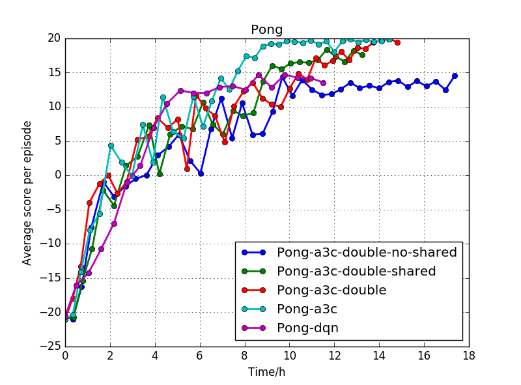 Pong
Average score per episode
20
15
10
5
0
−5
−10
−15
−20
−25
Pong-a3c-double-no-shared
Pong-a3c-double-shared
Pong-a3c-double
Pong-a3c
Pong-dqn
0 2 4 6 8 10 12 14 16 18
Time/h